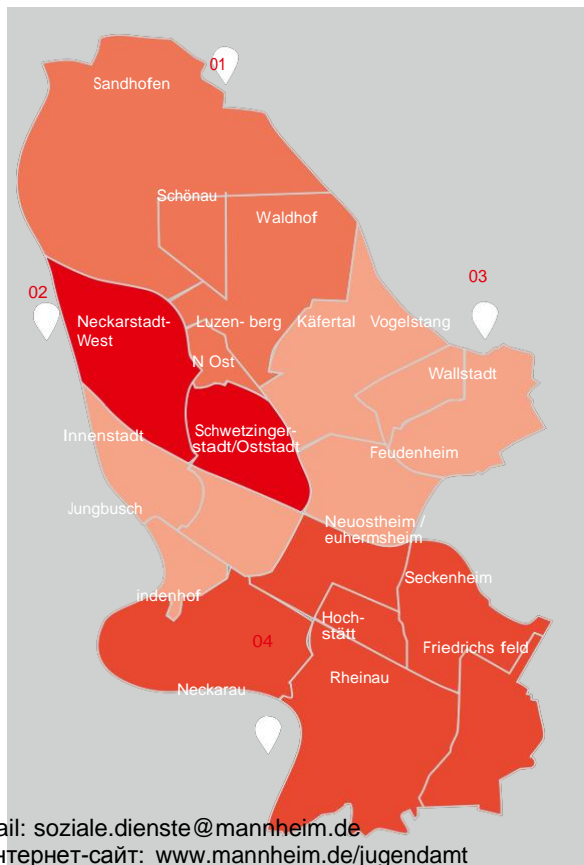 01
Sandhofen
Schönau
Waldhof
03
02
Neckarstadt-
West
Luzen- berg
Käfertal
Vogelstang
N Ost
Wallstadt
Schwetzinger-
stadt/Oststadt
Innenstadt
Feudenheim
Jungbusch
Neuostheim /
euhermsheim
Seckenheim
indenhof
Hoch-
stätt
04
Friedrichs feld
Rheinau
Neckarau
ail: soziale.dienste@mannheim.de
нтернет-сайт: www.mannheim.de/jugendamt